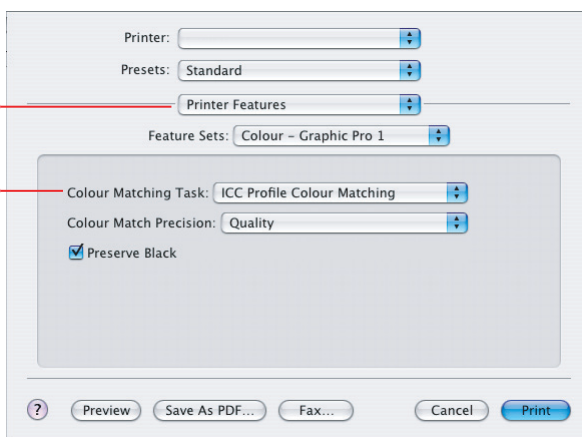 Printer:
Presets: Standard
Printer Features
Feature Sets: Colour – Graphic Pro 1
Colour Matching Task: ICC Profile Colour Matching
Colour Match Precision: Quality
Preserve Black
? Preview Save As PDF... Fax... Cancel Print